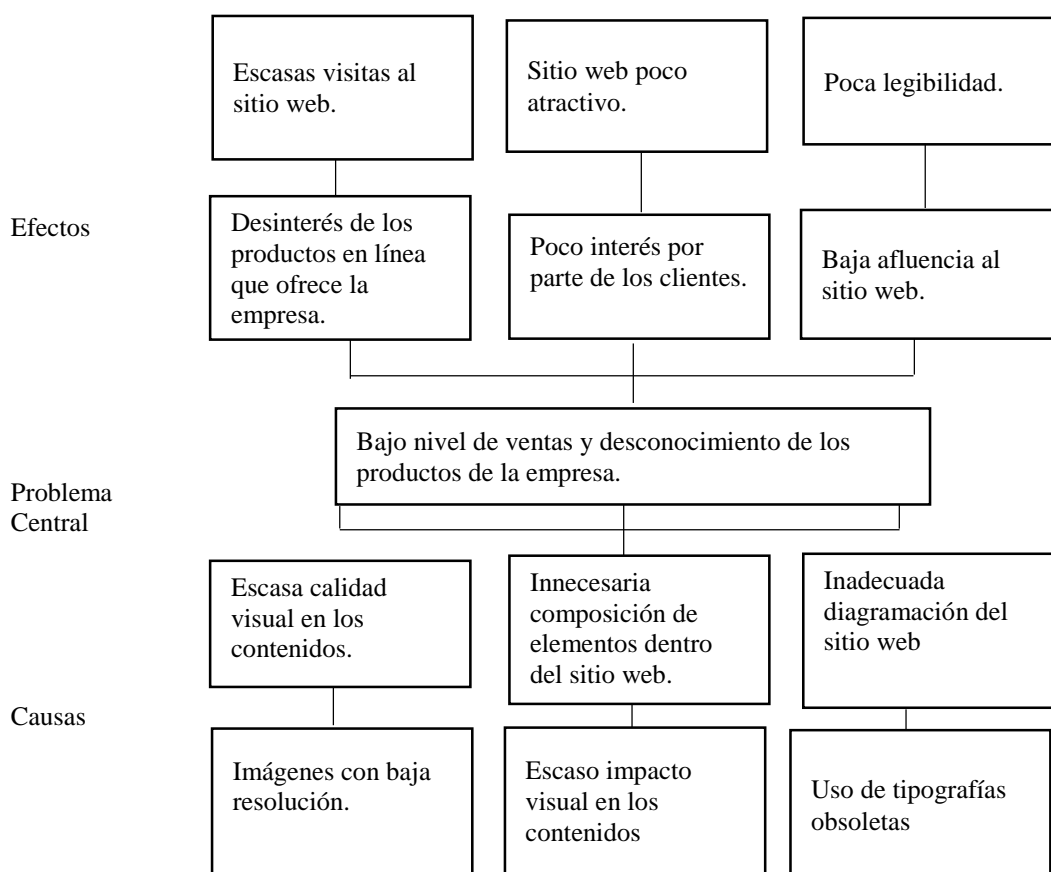 Escasas visitas al
sitio web.
Sitio web poco
atractivo.
Poca legibilidad.
Efectos
Desinterés de los
productos en línea
que ofrece la
empresa.
Poco interés por
parte de los clientes.
Baja afluencia al
sitio web.
Bajo nivel de ventas y desconocimiento de los
productos de la empresa.
Problema
Central
Escasa calidad
visual en los
contenidos.
Innecesaria
composición de
elementos dentro
del sitio web.
Inadecuada
diagramación del
sitio web
Causas
Imágenes con baja
resolución.
Escaso impacto
visual en los
contenidos
Uso de tipografías
obsoletas